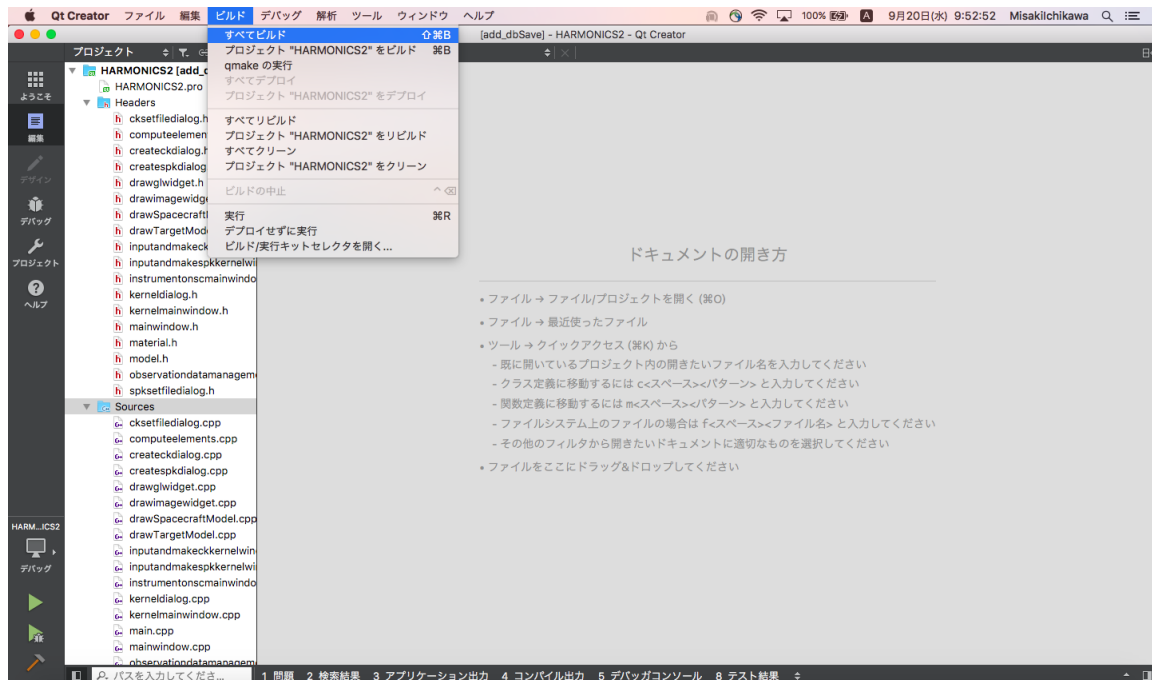 Qt Creator ファイル 編集 ビルド デバッグ 解析 ツール ウィンドウ ヘルプ 100% A 9月20日(水) 9:52:52 MisakiIchikawa
[add_dbSave] - HARMONICS2 - Qt Creator
プロジェクト
ようこそ
編集
デザイン
デバッグ
プロジェクト
ヘルプ
HARM...ICS2
デバッグ
HARMONICS2 [add_d
HARMONICS2.pro
Headers
cksetfiledialog.h
computeelemen
createckdialog.h
createspkdialog
drawglwidget.h
drawimagewidge
drawSpacecraft
drawTargetMod
inputandmakeck
inputandmakespkkernelwi
instrumentonscmainwindo
kerneldialog.h
kernelmainwindow.h
mainwindow.h
material.h
model.h
observationdatamanagem
spksetfiledialog.h
Sources
cksetfiledialog.cpp
computeelements.cpp
createckdialog.cpp
createspkdialog.cpp
drawglwidget.cpp
drawimagewidget.cpp
drawSpacecraftModel.cpp
drawTargetModel.cpp
inputandmakeckkernelwin
inputandmakespkkernelwi
instrumentonscmainwindo
kerneldialog.cpp
kernelmainwindow.cpp
main.cpp
mainwindow.cpp
observationdatamanagem
すべてビルド ⇧⌘B
プロジェクト "HARMONICS2" をビルド ⌘B
qmake の実行
すべてデプロイ
プロジェクト "HARMONICS2" をデプロイ
すべてリビルド
プロジェクト "HARMONICS2" をリビルド
すべてクリーン
プロジェクト "HARMONICS2" をクリーン
ビルドの中止 ^⌫
実行 ⌘R
デプロイせずに実行
ビルド/実行キットセレクタを開く...
ドキュメントの開き方
• ファイル → ファイル/プロジェクトを開く (⌘O)
• ファイル → 最近使ったファイル
• ツール → クイックアクセス (⌘K) から
- 既に開いているプロジェクト内の開きたいファイル名を入力してください
- クラス定義に移動するには c<スペース><パターン> と入力してください
- 関数定義に移動するには m<スペース><パターン> と入力してください
- ファイルシステム上のファイルの場合は f<スペース><ファイル名> と入力してください
- その他のフィルタから開きたいドキュメントに適切なものを選択してください
• ファイルをここにドラッグ&ドロップしてください
パスを入力してくださ... 1 問題 2 検索結果 3 アプリケーション出力 4 コンパイル出力 5 デバッガコンソール 8 テスト結果